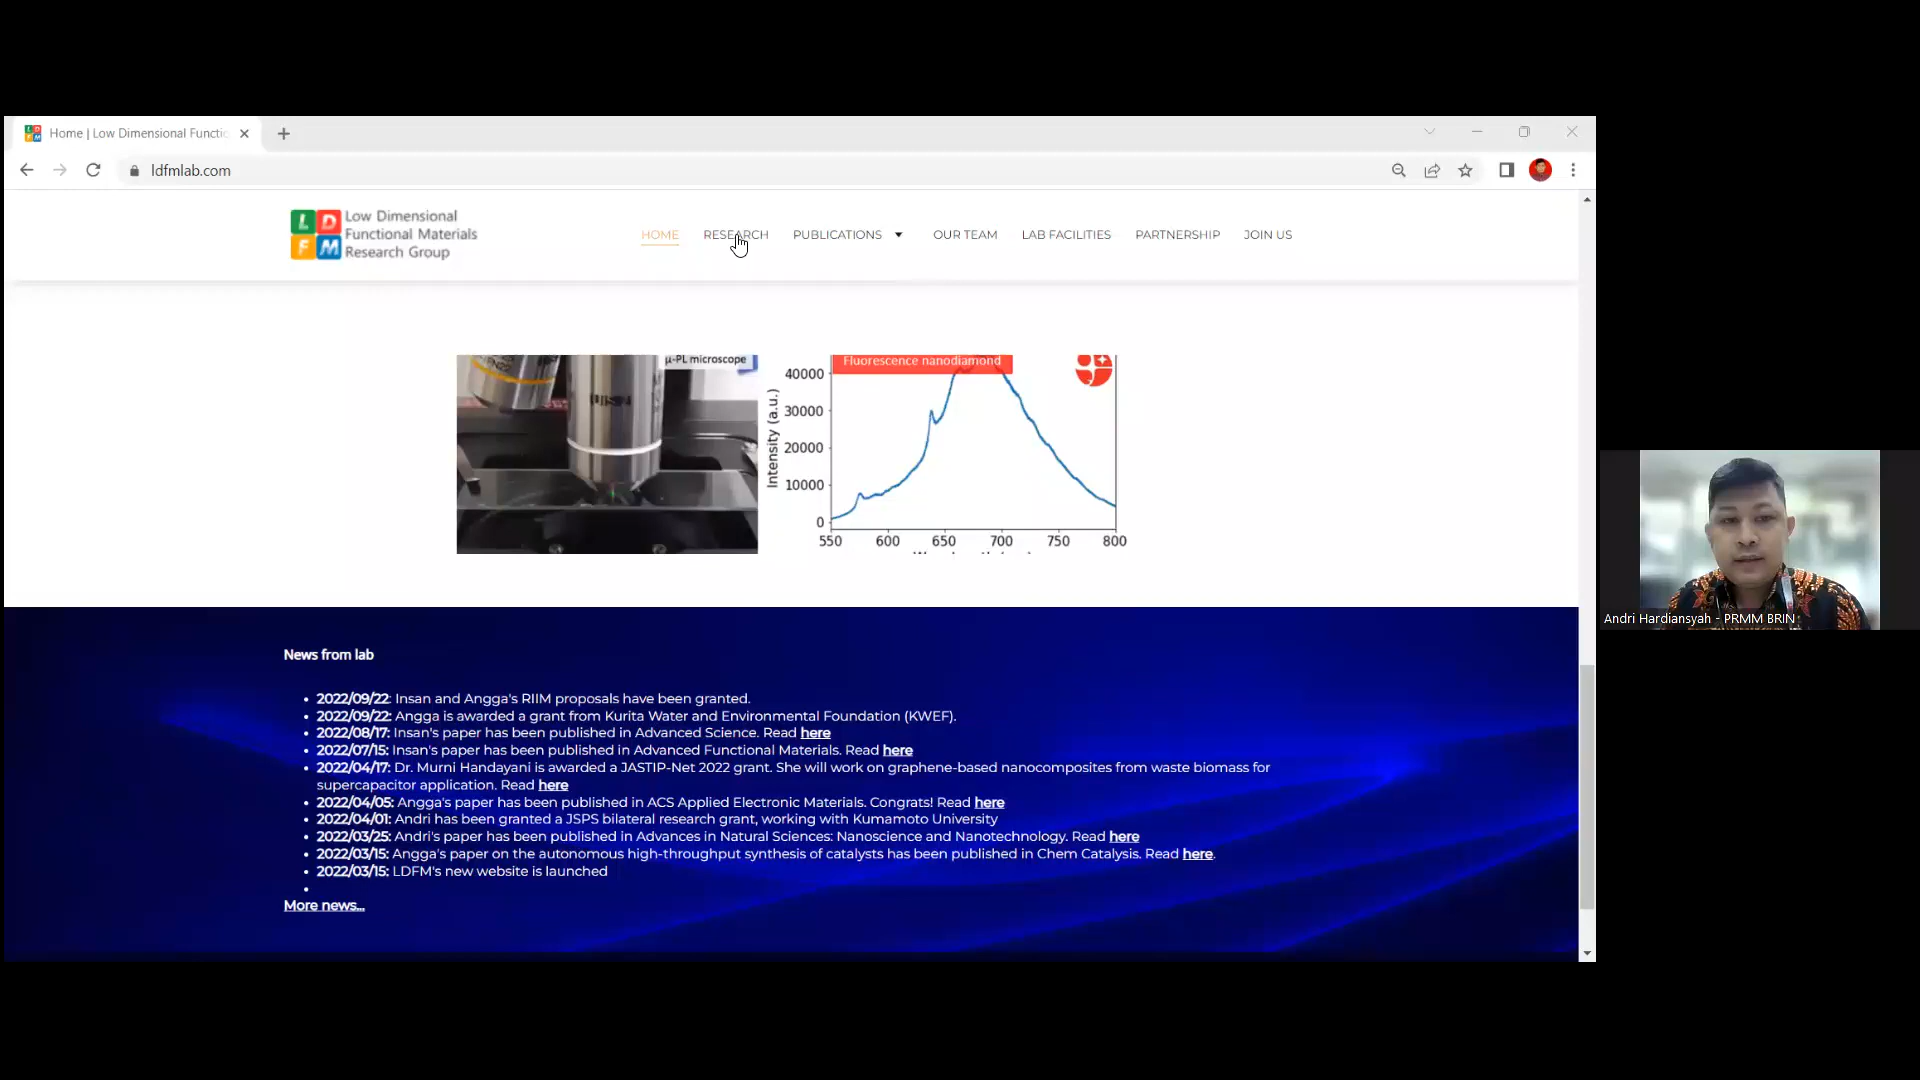 Home | Low Dimensional Functio
ldfmlab.com
L D F M
Low Dimensional
Functional Materials
Research Group
HOME RESEARCH PUBLICATIONS OUR TEAM LAB FACILITIES PARTNERSHIP JOIN US
µ-PL microscope
Fluorescence nanodiamond
Intensity (a.u.)
40000
30000
20000
10000
0
550 600 650 700 750 800
News from lab
2022/09/22: Insan and Angga's RIIM proposals have been granted.
2022/09/22: Angga is awarded a grant from Kurita Water and Environmental Foundation (KWEF).
2022/08/17: Insan's paper has been published in Advanced Science. Read here
2022/07/15: Insan's paper has been published in Advanced Functional Materials. Read here
2022/04/17: Dr. Murni Handayani is awarded a JASTIP-Net 2022 grant. She will work on graphene-based nanocomposites from waste biomass for
supercapacitor application. Read here
2022/04/05: Angga's paper has been published in ACS Applied Electronic Materials. Congrats! Read here
2022/04/01: Andri has been granted a JSPS bilateral research grant, working with Kumamoto University
2022/03/25: Andri's paper has been published in Advances in Natural Sciences: Nanoscience and Nanotechnology. Read here
2022/03/15: Angga's paper on the autonomous high-throughput synthesis of catalysts has been published in Chem Catalysis. Read here.
2022/03/15: LDFM's new website is launched
More news...
Andri Hardiansyah - PRMM BRIN